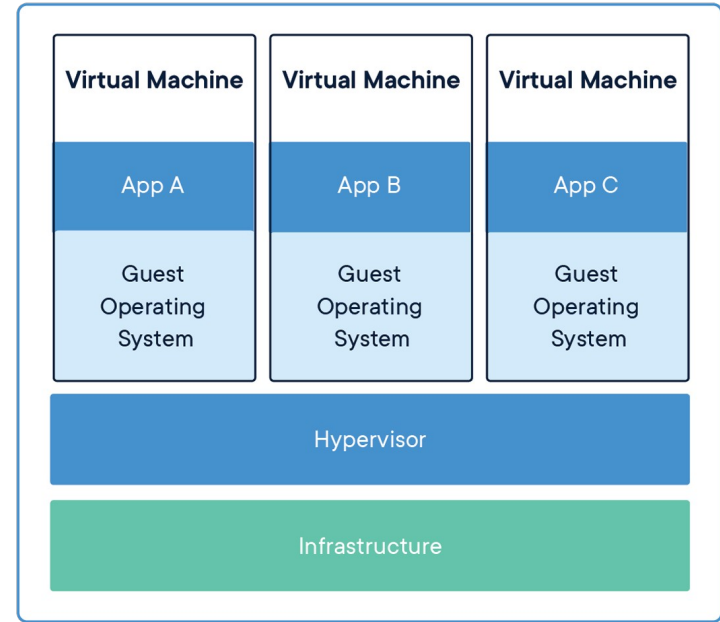 Virtual Machine
Virtual Machine
Virtual Machine
App A
App B
App C
Guest
Operating
System
Guest
Operating
System
Guest
Operating
System
Hypervisor
Infrastructure